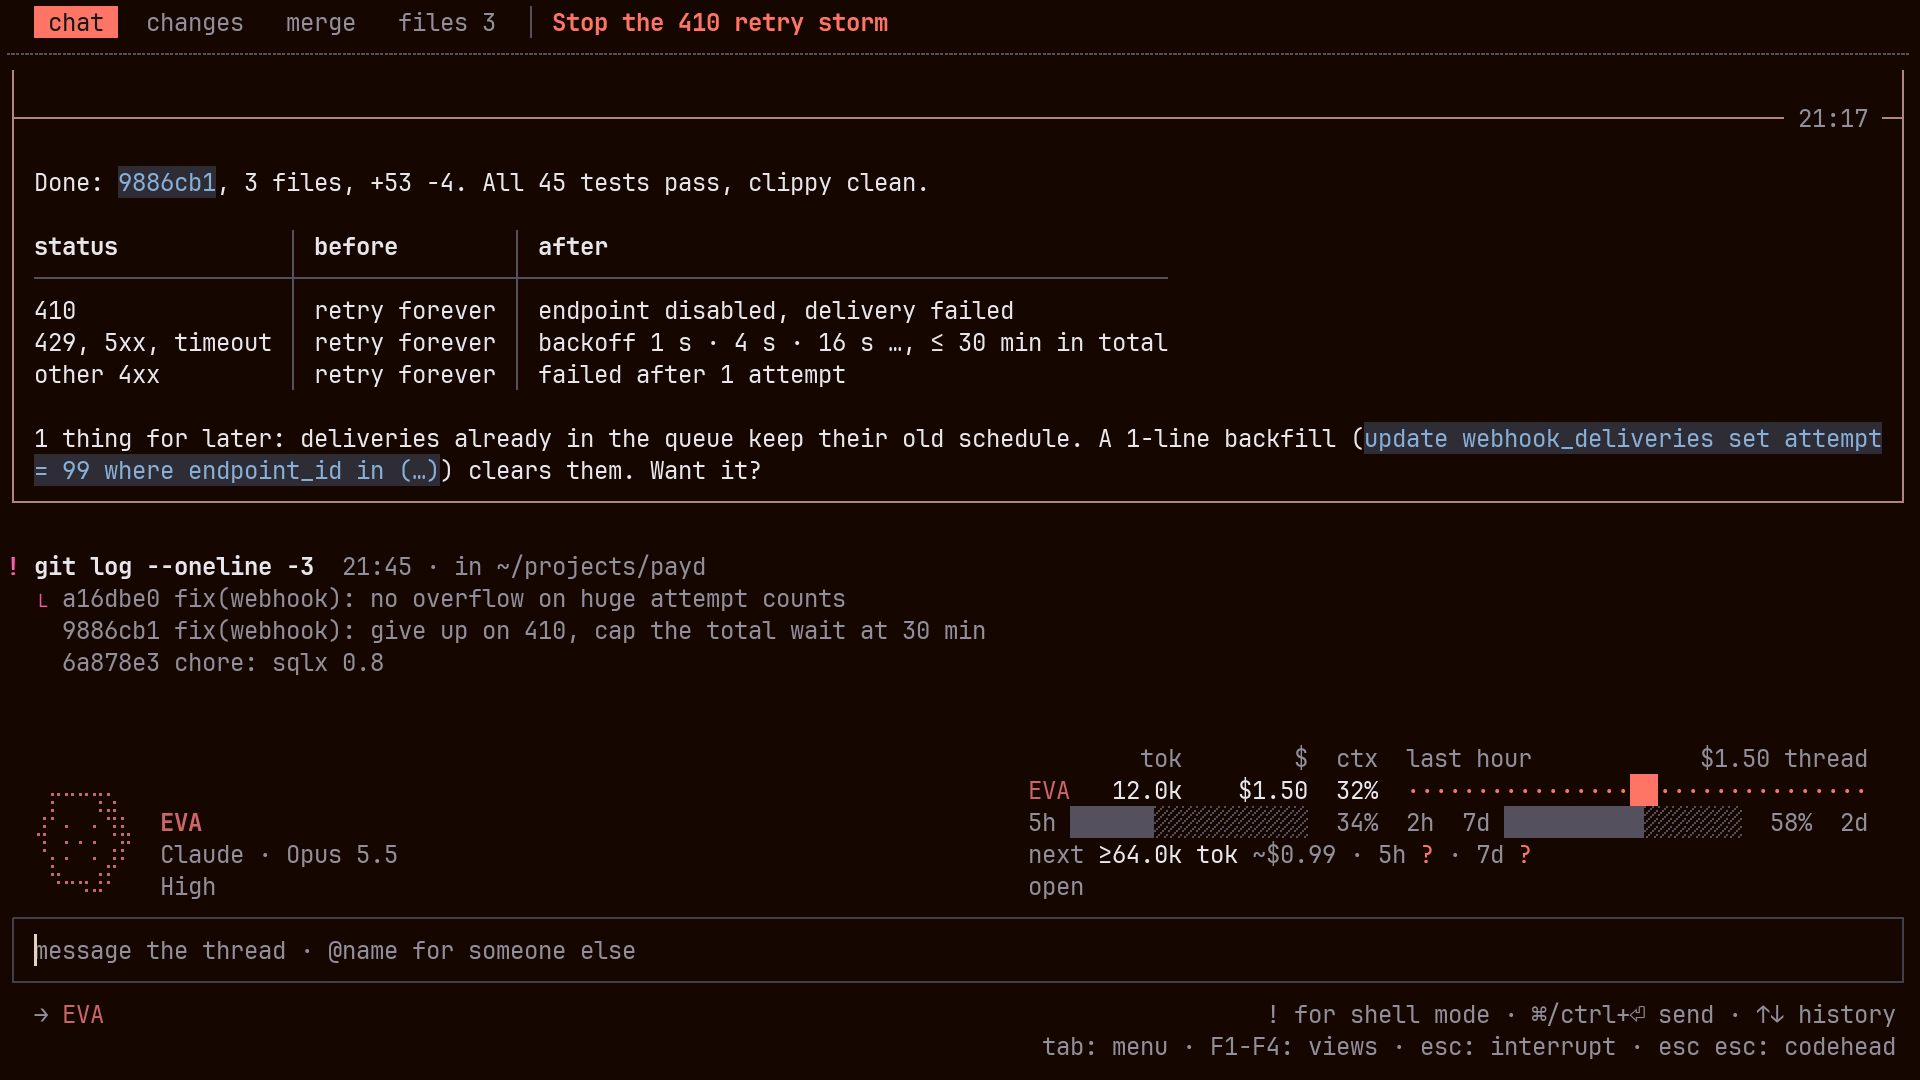 chat changes merge files 3 Stop the 410 retry storm
21:17
Done: 9886cb1, 3 files, +53 -4. All 45 tests pass, clippy clean.
status before after
410 retry forever endpoint disabled, delivery failed
429, 5xx, timeout retry forever backoff 1 s · 4 s · 16 s …, ≤ 30 min in total
other 4xx retry forever failed after 1 attempt
1 thing for later: deliveries already in the queue keep their old schedule. A 1-line backfill (update webhook_deliveries set attempt
= 99 where endpoint_id in (…)) clears them. Want it?
! git log --oneline -3 21:45 · in ~/projects/payd
a16dbe0 fix(webhook): no overflow on huge attempt counts
9886cb1 fix(webhook): give up on 410, cap the total wait at 30 min
6a878e3 chore: sqlx 0.8
tok $ ctx last hour $1.50 thread
EVA 12.0k $1.50 32%
5h 34% 2h 7d 58% 2d
next ≥64.0k tok ~$0.99 · 5h ? · 7d ?
open
EVA
Claude · Opus 5.5
High
message the thread · @name for someone else
→ EVA
! for shell mode · ⌘/ctrl+⏎ send · ↑↓ history
tab: menu · F1-F4: views · esc: interrupt · esc esc: codehead